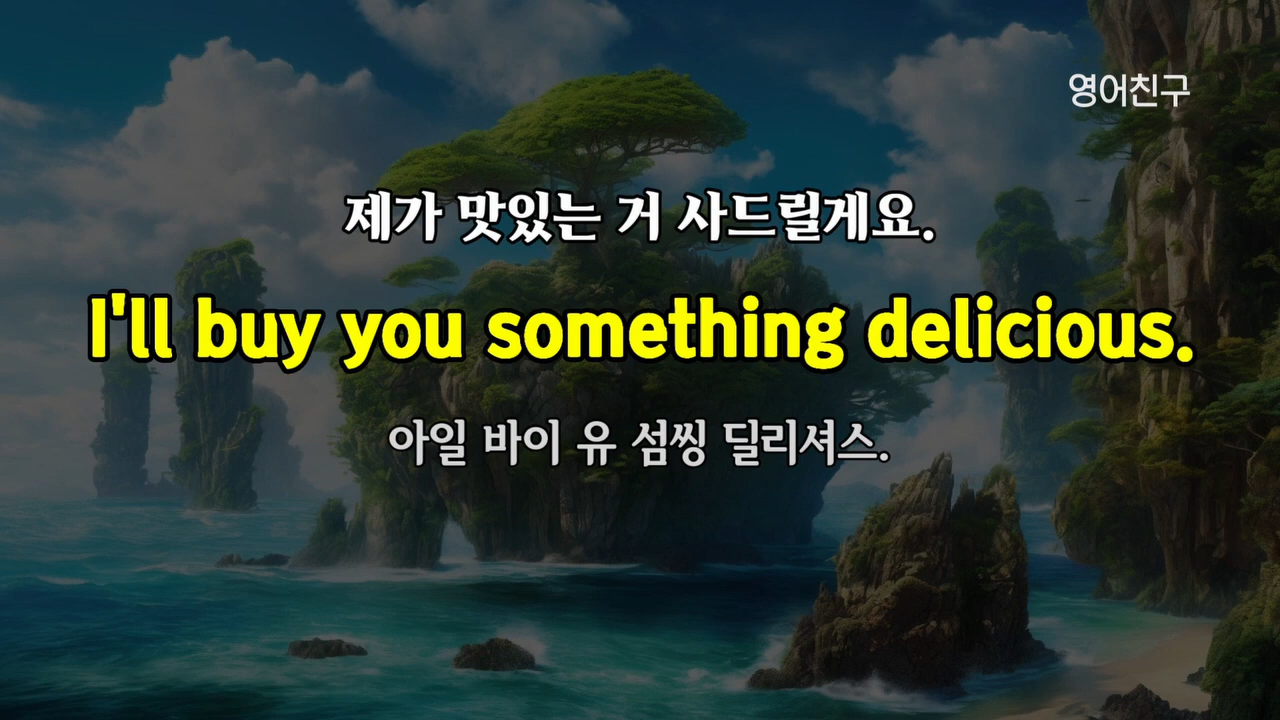 영어친구
제가 맛있는 거 사드릴게요.
I'll buy you something delicious.
아일 바이 유 섬씽 딜리셔스.